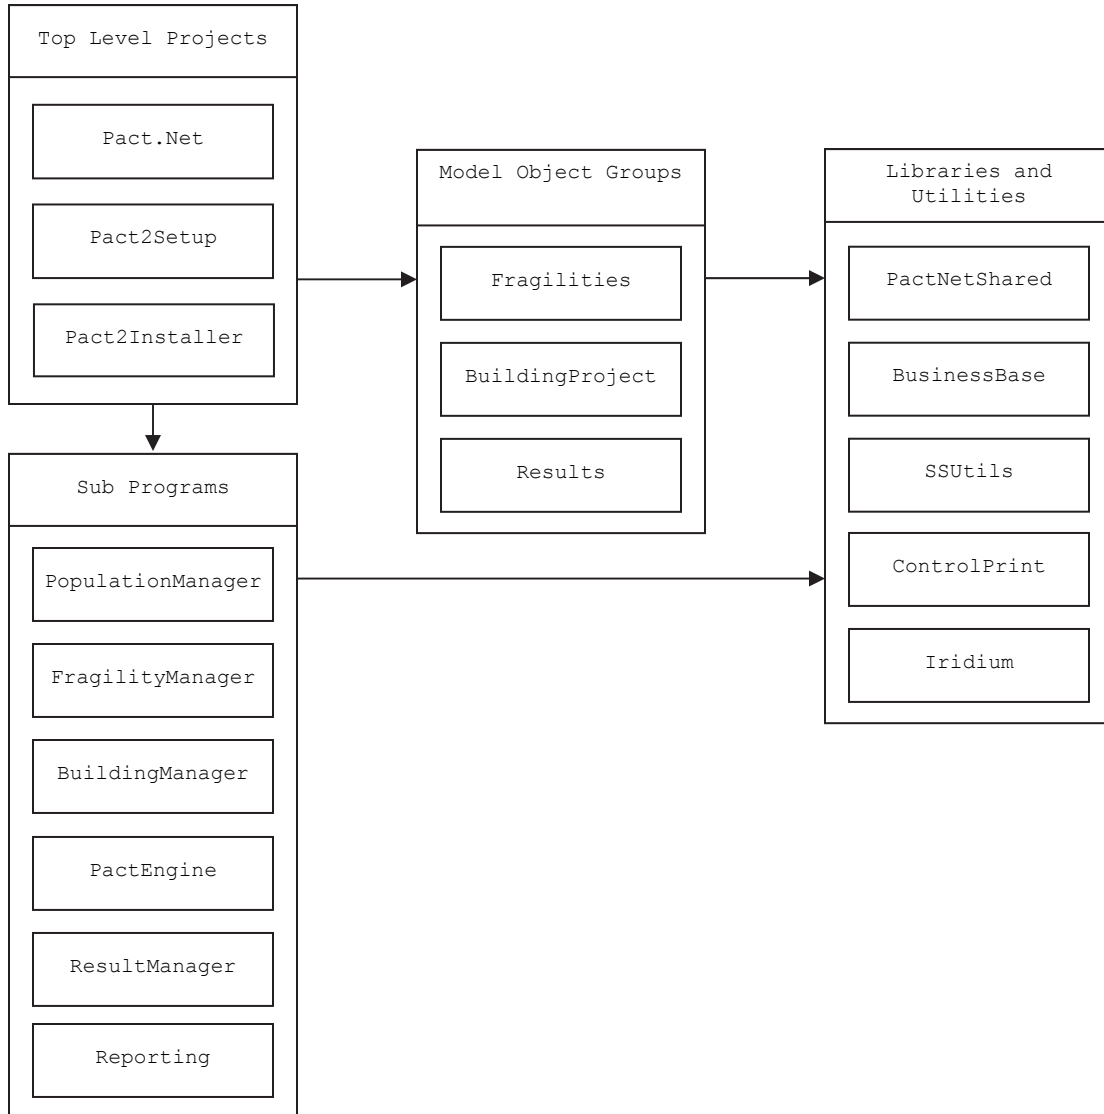 Top Level Projects
Pact.Net
Pact2Setup
Pact2Installer
Sub Programs
PopulationManager
FragilityManager
BuildingManager
PactEngine
ResultManager
Reporting
Model Object Groups
Fragilities
BuildingProject
Results
Libraries and
Utilities
PactNetShared
BusinessBase
SSUtils
ControlPrint
Iridium